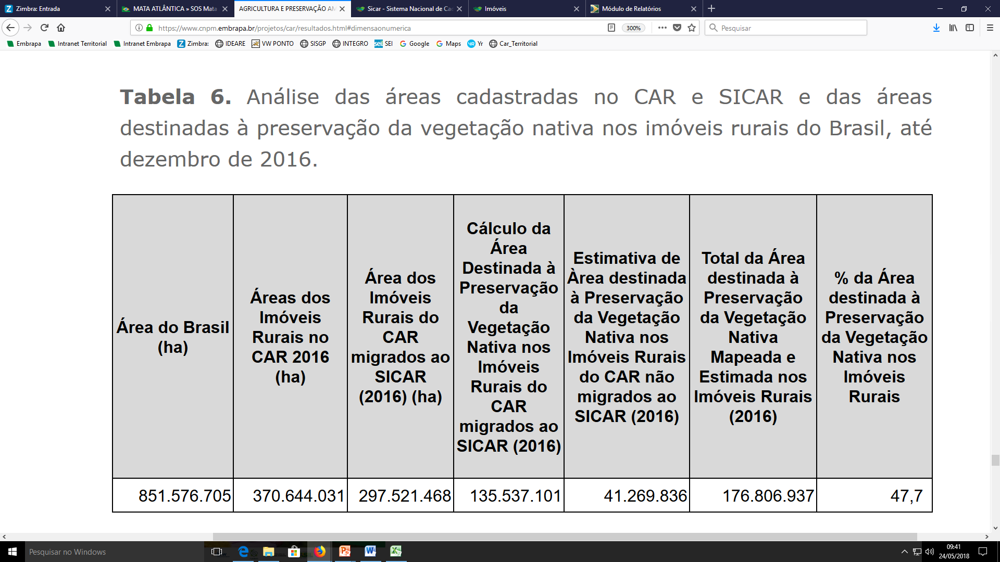 Zimbra: Entrada
MATA ATLÂNTICA » SOS Mata
AGRICULTURA E PRESERVAÇÃO AM
Sicar - Sistema Nacional de Ca
Imóveis
Módulo de Relatórios
https://www.cnpm.embrapa.br/projetos/car/resultados.html#dimensaonumerica
300%
Pesquisar
Embrapa
Intranet Territorial
Intranet Embrapa
Zimbra:
IDEARE
VW PONTO
SISGP
INTEGRO
SEI
Google
Maps
Yr
Car_Territorial
Tabela 6. Análise das áreas cadastradas no CAR e SICAR e das áreas
destinadas à preservação da vegetação nativa nos imóveis rurais do Brasil, até
dezembro de 2016.
Área do Brasil
(ha)
Áreas dos
Imóveis
Rurais no
CAR 2016
(ha)
Área dos
Imóveis
Rurais do
CAR
migrados ao
SICAR
(2016) (ha)
Cálculo da
Área
Destinada à
Preservação
da
Vegetação
Nativa nos
Imóveis
Rurais do
CAR
migrados ao
SICAR (2016)
Estimativa de
Àrea destinada
à Preservação
da Vegetação
Nativa nos
Imóveis Rurais
do CAR não
migrados ao
SICAR (2016)
Total da Área
destinada à
Preservação
da Vegetação
Nativa
Mapeada e
Estimada nos
Imóveis Rurais
(2016)
% da Área
destinada à
Preservação
da Vegetação
Nativa nos
Imóveis
Rurais
851.576.705
370.644.031
297.521.468
135.537.101
41.269.836
176.806.937
47,7
Pesquisar no Windows
09:41
24/05/2018